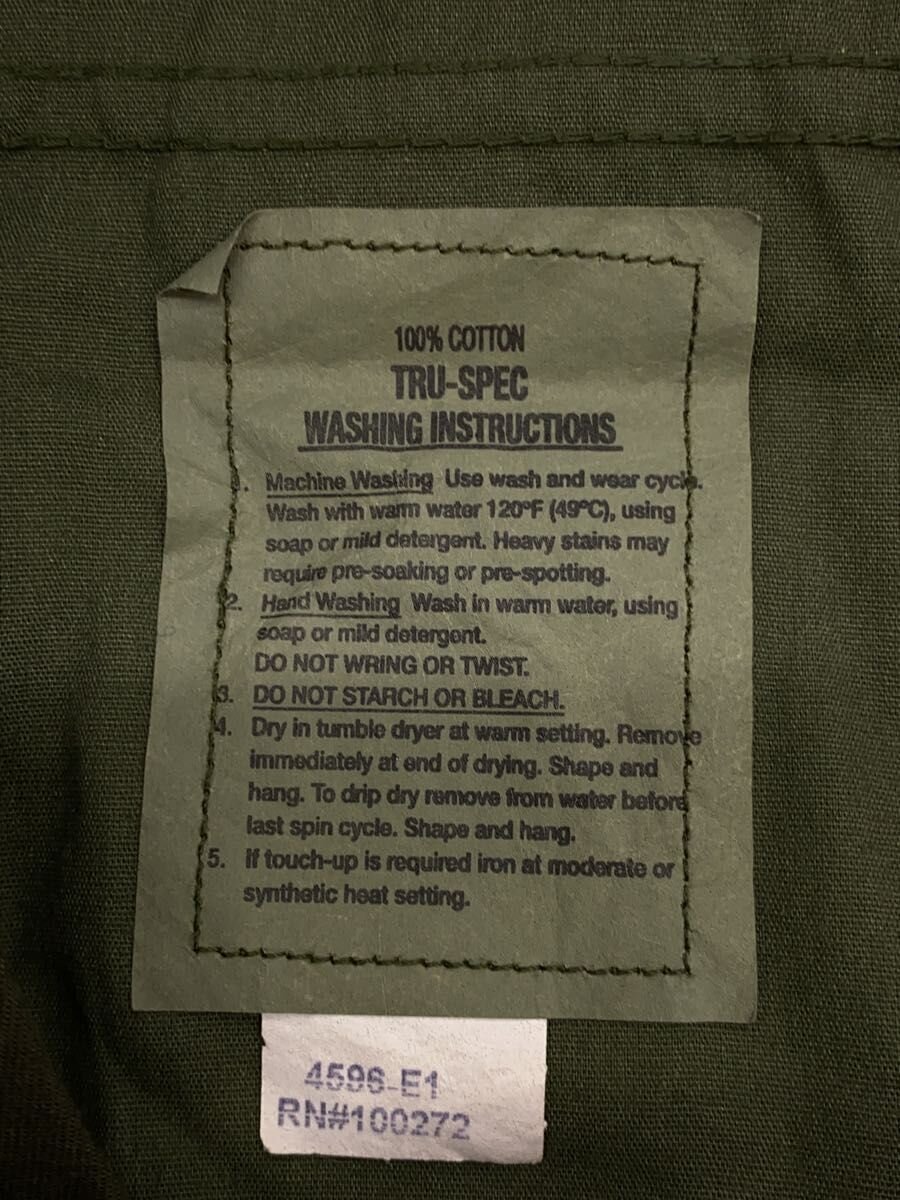 100% COTTON
TRU-SPEC
WASHING INSTRUCTIONS
1. Machine Washing Use wash and wear cycle.
Wash with warm water 120°F (49°C), using
soap or mild detergent. Heavy stains may
require pre-soaking or pre-spotting.
2. Hand Washing Wash in warm water, using
soap or mild detergent.
DO NOT WRING OR TWIST.
3. DO NOT STARCH OR BLEACH.
4. Dry in tumble dryer at warm setting. Remove
immediately at end of drying. Shape and
hang. To drip dry remove from water before
last spin cycle. Shape and hang.
5. If touch-up is required iron at moderate or
synthetic heat setting.
4596-E1
RN#100272